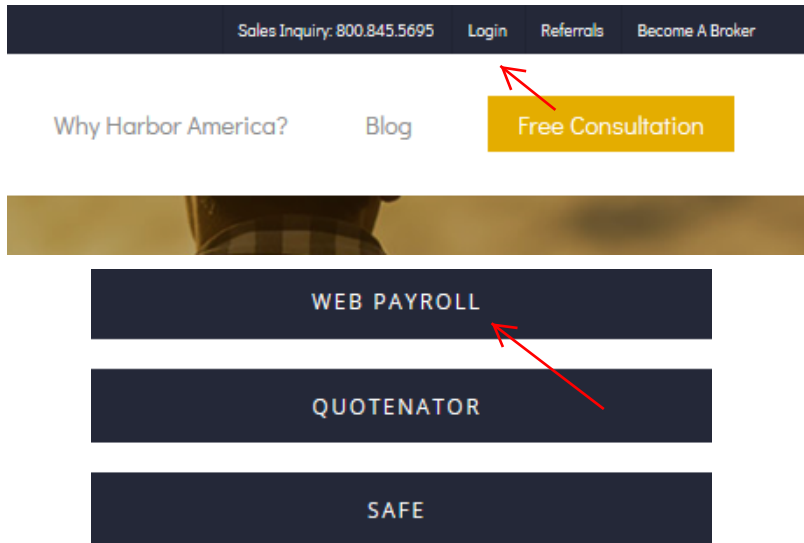 Sales Inquiry: 800.845.5695 Login Referrals Become A Broker
Why Harbor America? Blog Free Consultation
WEB PAYROLL
QUOTENATOR
SAFE